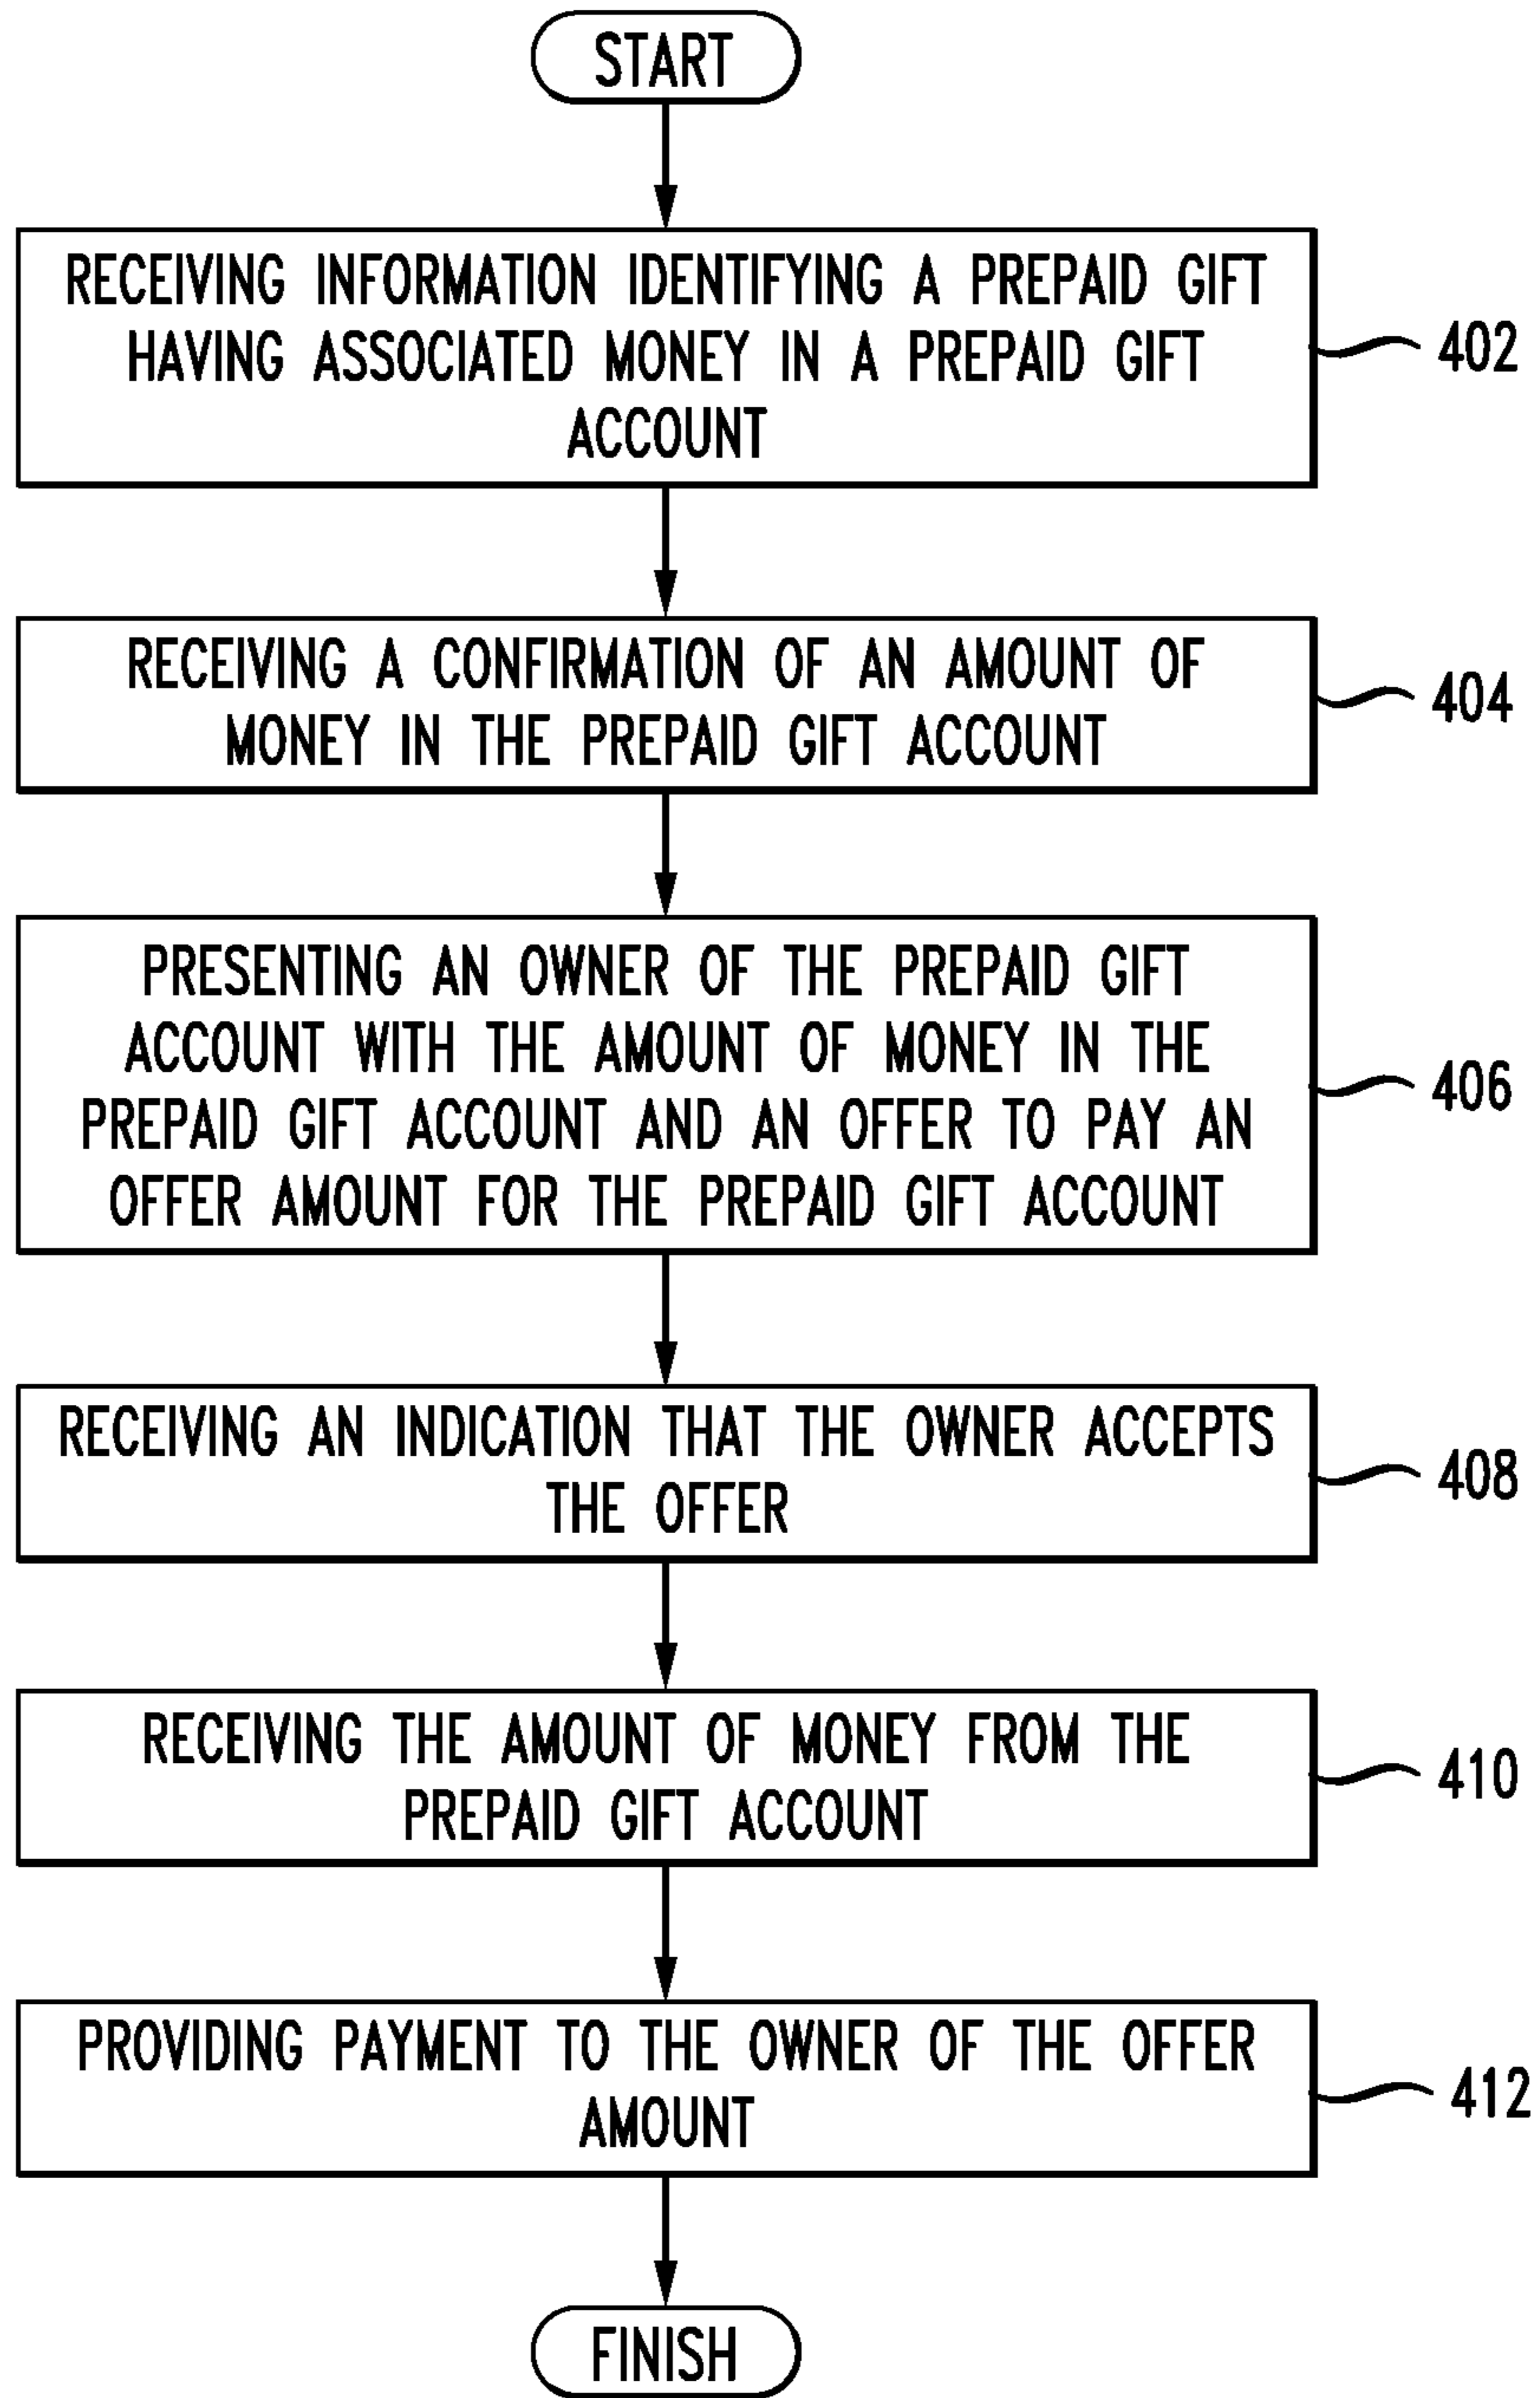 START
RECEIVING INFORMATION IDENTIFYING A PREPAID GIFT
HAVING ASSOCIATED MONEY IN A PREPAID GIFT
ACCOUNT
402
RECEIVING A CONFIRMATION OF AN AMOUNT OF
MONEY IN THE PREPAID GIFT ACCOUNT
404
PRESENTING AN OWNER OF THE PREPAID GIFT
ACCOUNT WITH THE AMOUNT OF MONEY IN THE
PREPAID GIFT ACCOUNT AND AN OFFER TO PAY AN
OFFER AMOUNT FOR THE PREPAID GIFT ACCOUNT
406
RECEIVING AN INDICATION THAT THE OWNER ACCEPTS
THE OFFER
408
RECEIVING THE AMOUNT OF MONEY FROM THE
PREPAID GIFT ACCOUNT
410
PROVIDING PAYMENT TO THE OWNER OF THE OFFER
AMOUNT
412
FINISH